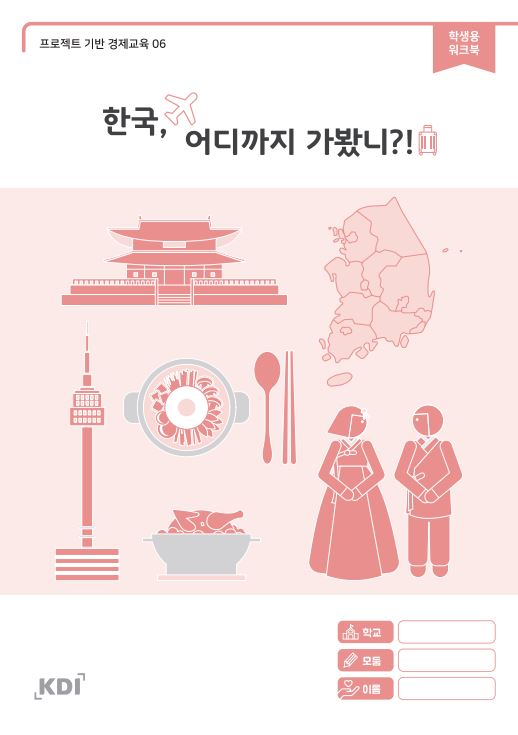 프로젝트 기반 경제교육 06
학생용
워크북
한국,
어디까지 가봤니?!
학교
모둠
이름
KDI